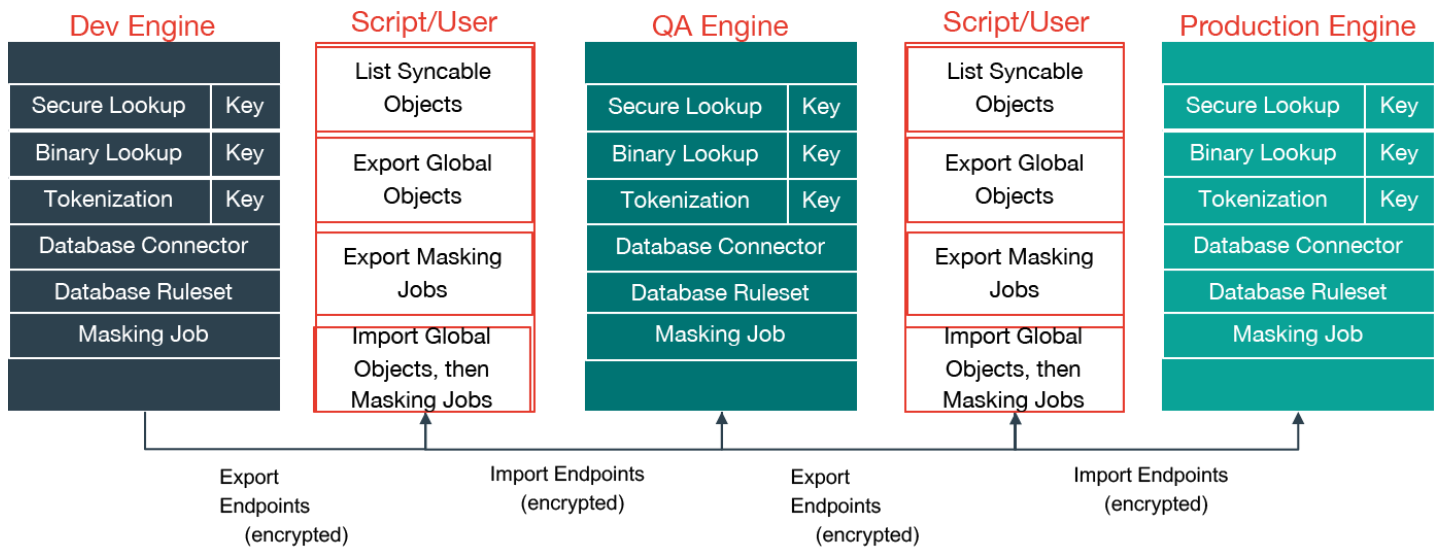 Dev Engine
Secure Lookup
Key
Binary Lookup
Key
Tokenization
Key
Database Connector
Database Ruleset
Masking Job
Script/User
List Syncable
Objects
Export Global
Objects
Export Masking
Jobs
Import Global
Objects, then
Masking Jobs
QA Engine
Secure Lookup
Key
Binary Lookup
Key
Tokenization
Key
Database Connector
Database Ruleset
Masking Job
Script/User
List Syncable
Objects
Export Global
Objects
Export Masking
Jobs
Import Global
Objects, then
Masking Jobs
Production Engine
Secure Lookup
Key
Binary Lookup
Key
Tokenization
Key
Database Connector
Database Ruleset
Masking Job
Export
Endpoints
(encrypted)
Import Endpoints
(encrypted)
Export
Endpoints
(encrypted)
Import Endpoints
(encrypted)